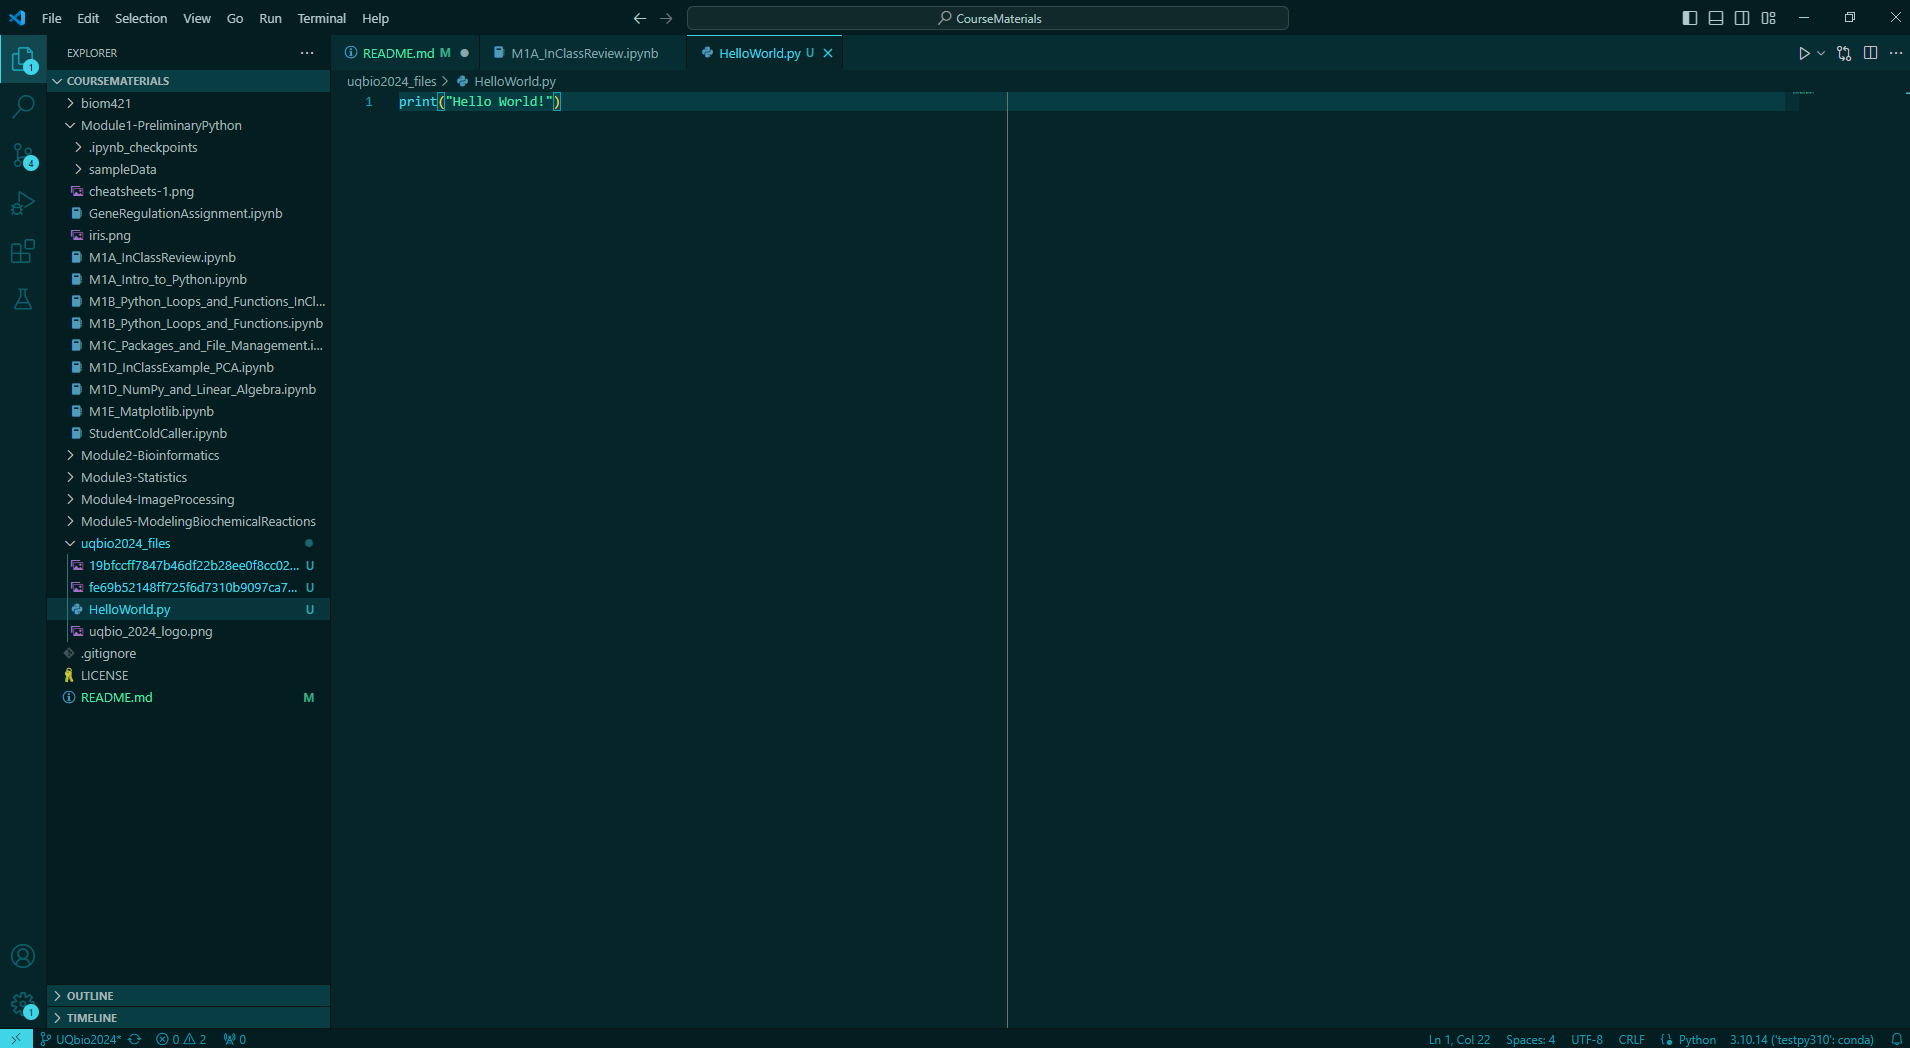 File Edit Selection View Go Run Terminal Help
CourseMaterials
EXPLORER
COURSEMATERIALS
biom421
Module1-PreliminaryPython
.ipynb_checkpoints
sampleData
cheatsheets-1.png
GeneRegulationAssignment.ipynb
iris.png
M1A_InClassReview.ipynb
M1A_Intro_to_Python.ipynb
M1B_Python_Loops_and_Functions_InCl...
M1B_Python_Loops_and_Functions.ipynb
M1C_Packages_and_File_Management.i...
M1D_InClassExample_PCA.ipynb
M1D_NumPy_and_Linear_Algebra.ipynb
M1E_Matplotlib.ipynb
StudentColdCaller.ipynb
Module2-Bioinformatics
Module3-Statistics
Module4-ImageProcessing
Module5-ModelingBiochemicalReactions
uqbio2024_files
19bfccff7847b46df22b28ee0f8cc02... U
fe69b52148ff725f6d7310b9097ca7... U
HelloWorld.py U
uqbio_2024_logo.png
.gitignore
LICENSE
README.md M
OUTLINE
TIMELINE
1
4
1
README.md M
M1A_InClassReview.ipynb
HelloWorld.py U
uqbio2024_files > HelloWorld.py
1 print("Hello World!")
UQbio2024* 0 2 0
Ln 1, Col 22 Spaces: 4 UTF-8 CRLF Python 3.10.14 ('testpy310': conda)